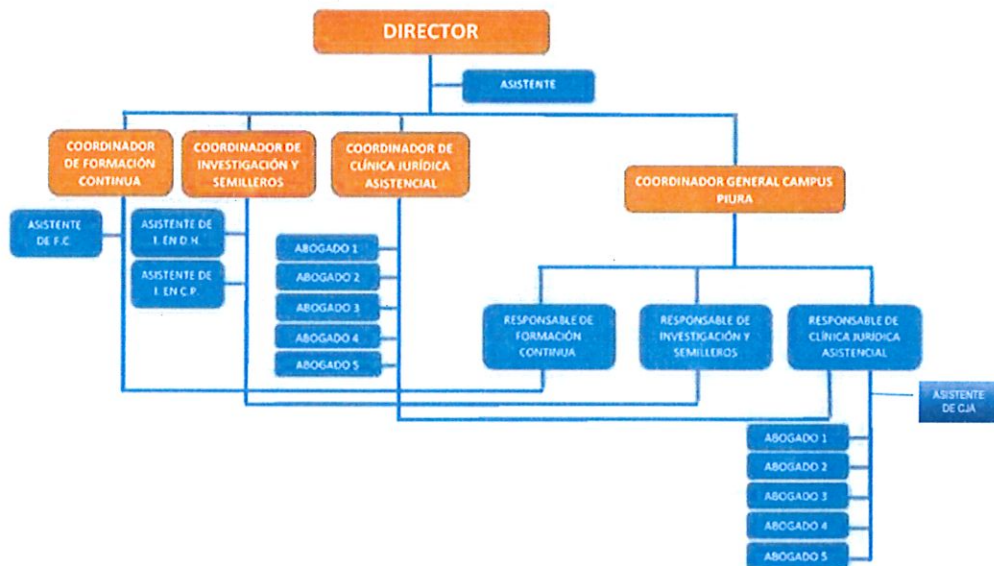 DIRECTOR
ASISTENTE
COORDINADOR
DE FORMACIÓN
CONTINUA
COORDINADOR DE
INVESTIGACIÓN Y
SEMILLEROS
COORDINADOR DE
CLÍNICA JURÍDICA
ASISTENCIAL
COORDINADOR GENERAL CAMPUS
PIURA
ASISTENTE
DE F.C.
ASISTENTE DE
I. EN D.H.
ASISTENTE DE
I. EN C.P.
ABOGADO 1
ABOGADO 2
ABOGADO 3
ABOGADO 4
ABOGADO 5
RESPONSABLE DE
FORMACIÓN
CONTINUA
RESPONSABLE DE
INVESTIGACIÓN Y
SEMILLEROS
RESPONSABLE DE
CLÍNICA JURÍDICA
ASISTENCIAL
ASISTENTE
DE CJA
ABOGADO 1
ABOGADO 2
ABOGADO 3
ABOGADO 4
ABOGADO 5